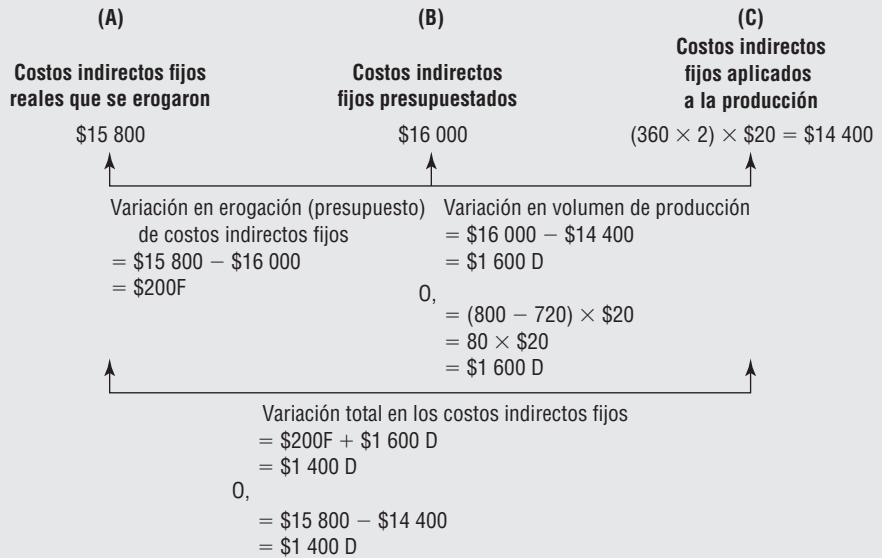 (A)
(B)
(C)
Costos indirectos fijos
reales que se erogaron
Costos indirectos
fijos presupuestados
Costos indirectos
fijos aplicados
a la producción
$15 800
$16 000
(360 × 2) × $20 = $14 400
Variación en erogación (presupuesto)
de costos indirectos fijos
= $15 800 − $16 000
= $200F
Variación en volumen de producción
= $16 000 − $14 400
= $1 600 D
O,
= (800 − 720) × $20
= 80 × $20
= $1 600 D
Variación total en los costos indirectos fijos
= $200F + $1 600 D
= $1 400 D
O,
= $15 800 − $14 400
= $1 400 D